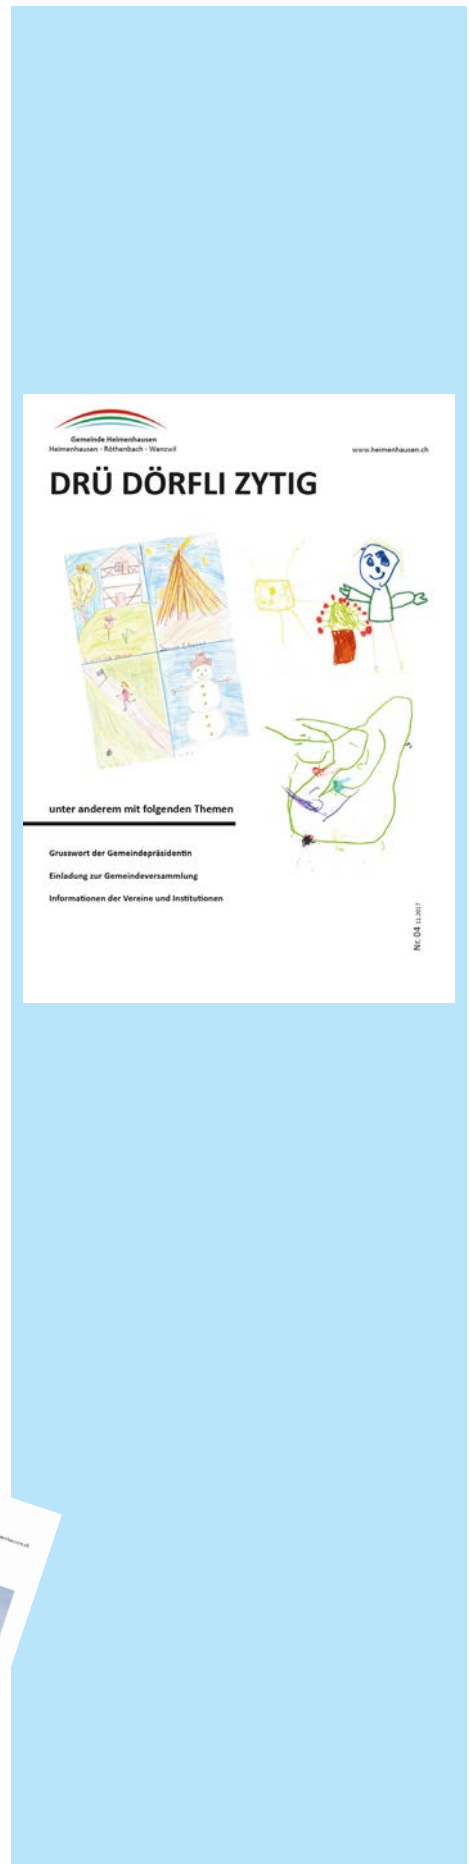 Gemeinde Heimenhausen
Heimenhausen - Röthenbach - Wanzwil
www.heimenhausen.ch
DRÜ DÖRFLI ZYTIG
unter anderem mit folgenden Themen
Grusswort der Gemeindepräsidentin
Einladung zur Gemeindeversammlung
Informationen der Vereine und Institutionen
Nr. 04 11.2017